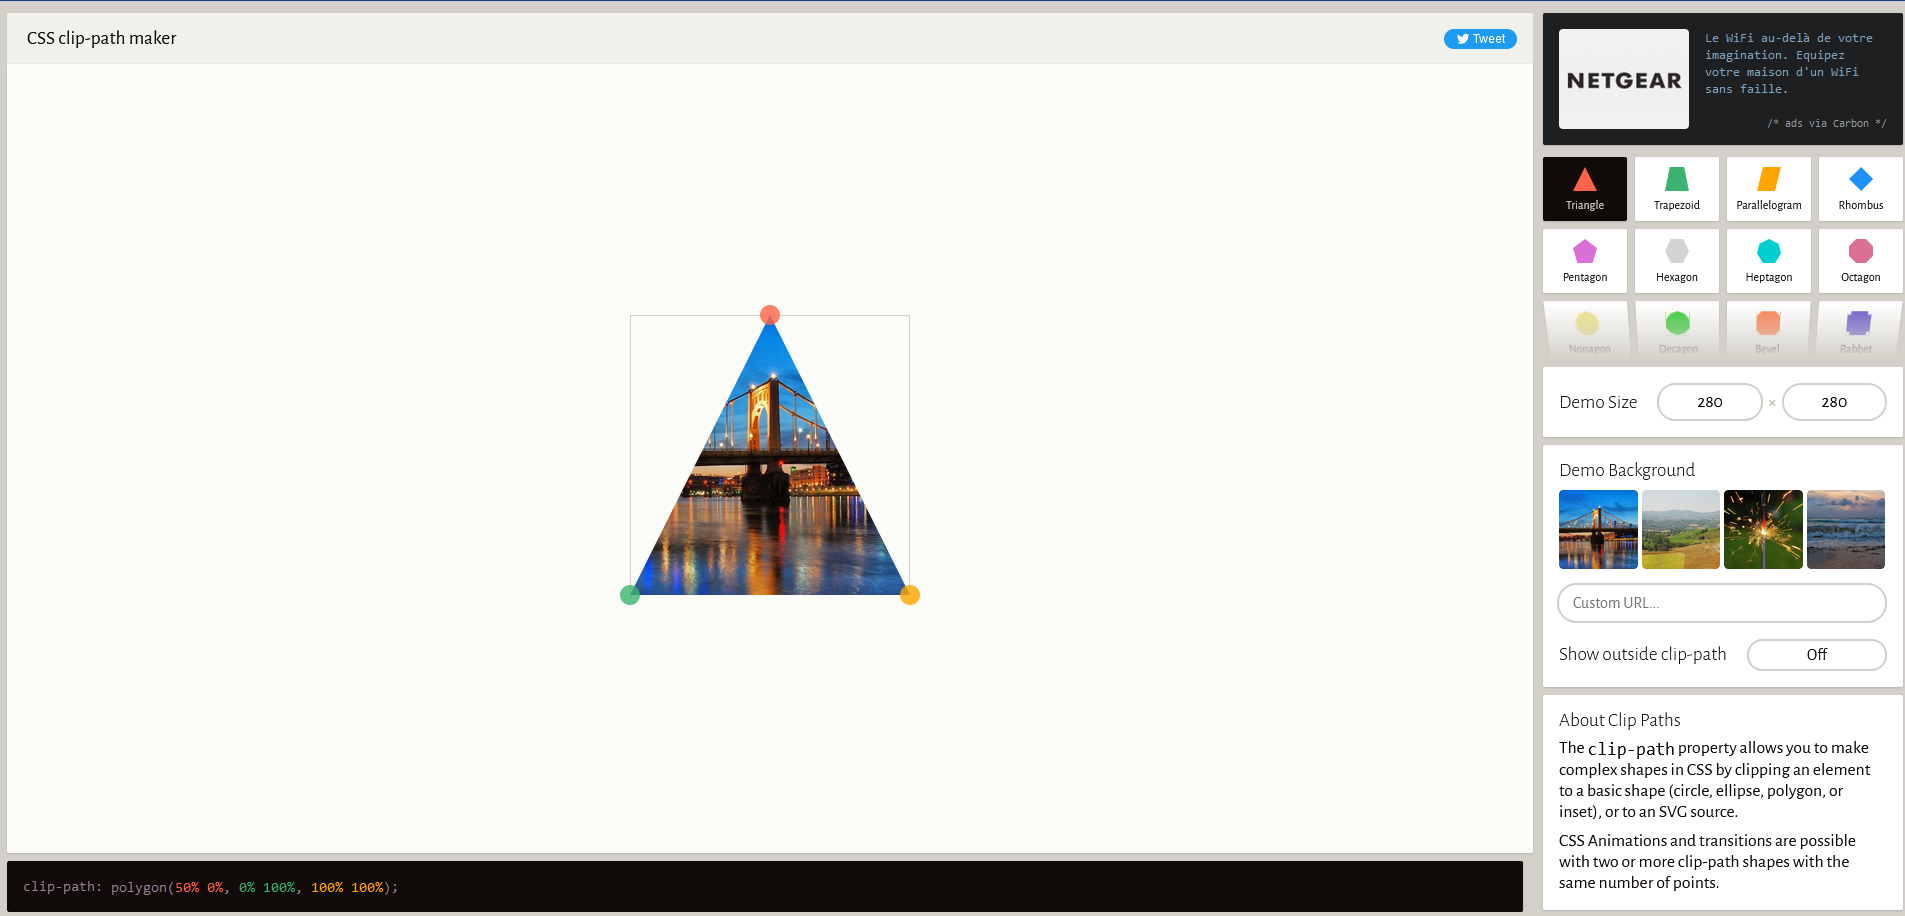 CSS clip-path maker
Tweet
clip-path: polygon(50% 0%, 0% 100%, 100% 100%);
NETGEAR
Le WiFi au-delà de votre
imagination. Equipez
votre maison d'un WiFi
sans faille.
/* ads via Carbon */
Triangle
Trapezoid
Parallelogram
Rhombus
Pentagon
Hexagon
Heptagon
Octagon
Nonagon
Decagon
Bevel
Rabbet
Demo Size
280 × 280
Demo Background
Custom URL...
Show outside clip-path
Off
About Clip Paths
The clip-path property allows you to make
complex shapes in CSS by clipping an element
to a basic shape (circle, ellipse, polygon, or
inset), or to an SVG source.
CSS Animations and transitions are possible
with two or more clip-path shapes with the
same number of points.